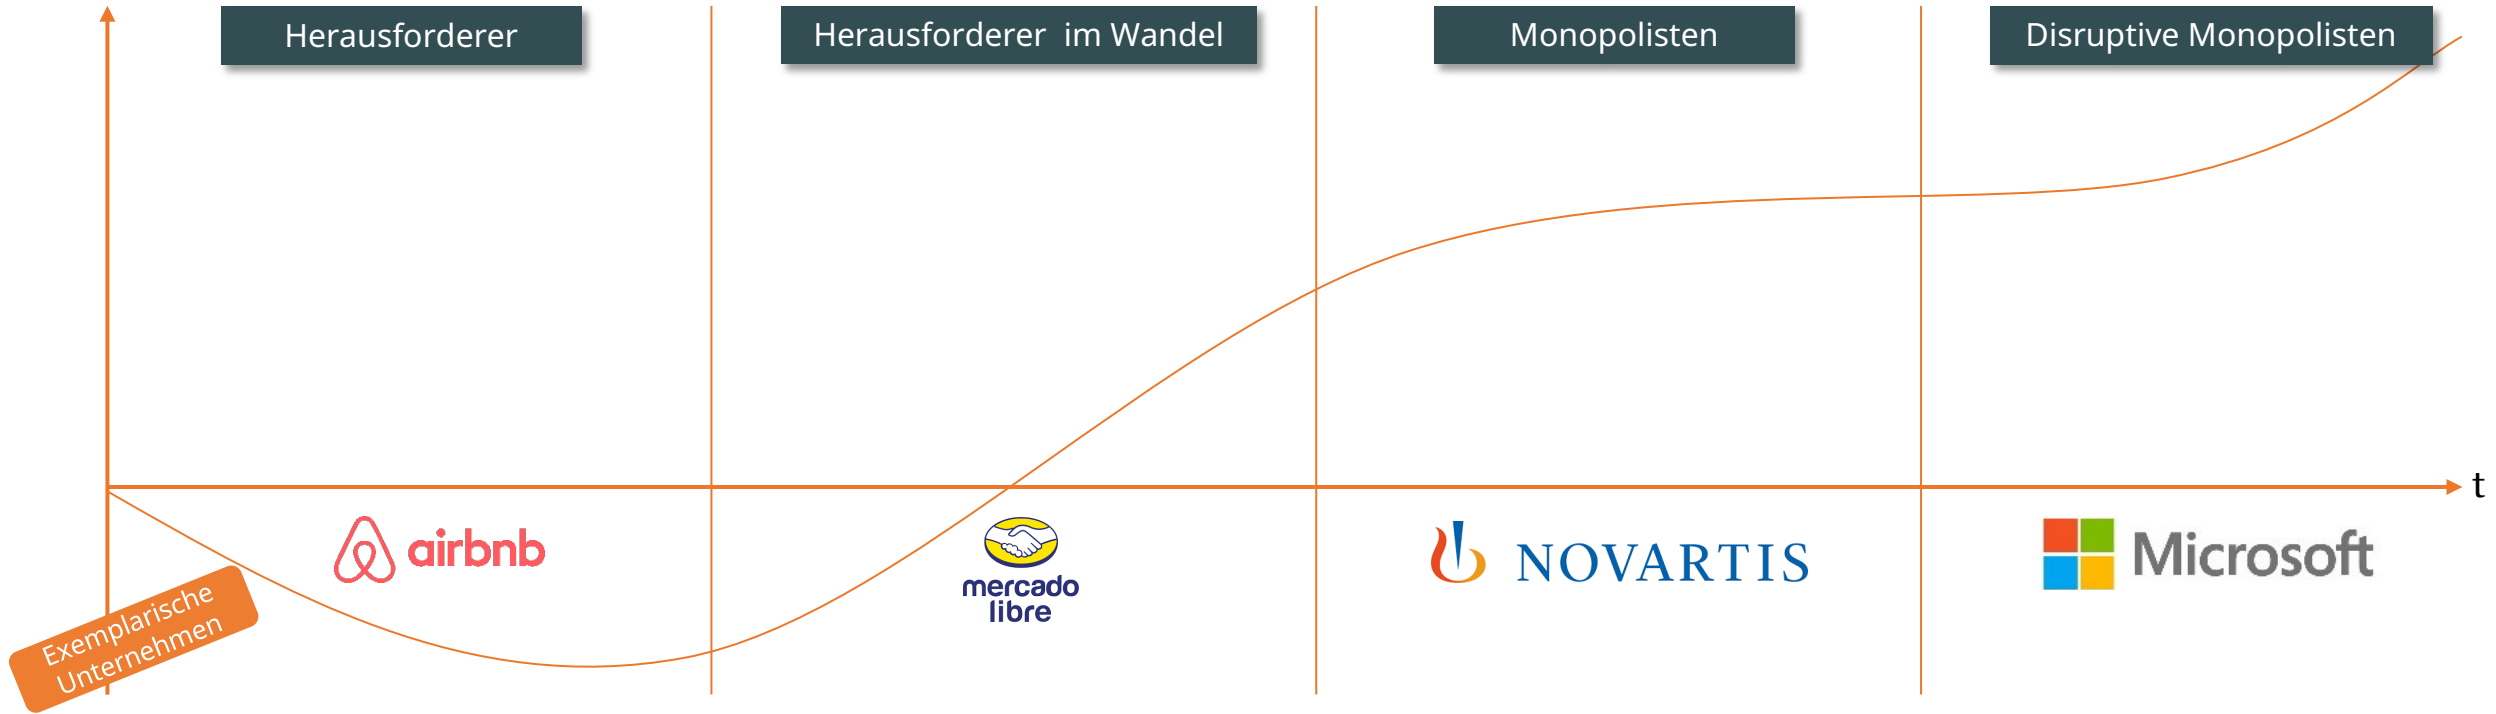 Herausforderer
Herausforderer  im Wandel
Monopolisten
Disruptive Monopolisten
t
airbnb
mercado
libre
NOVARTIS
Microsoft
Exemplarische
Unternehmen